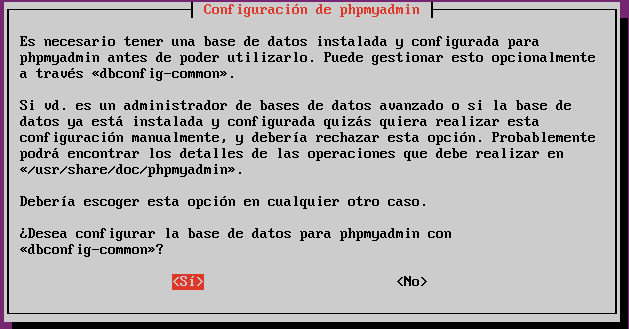 Configuración de phpmyadmin
Es necesario tener una base de datos instalada y configurada para
phpmyadmin antes de poder utilizarlo. Puede gestionar esto opcionalmente
a través «dbconfig-common».
Si vd. es un administrador de bases de datos avanzado o si la base de
datos ya está instalada y configurada quizás quiera realizar esta
configuración manualmente, y debería rechazar esta opción. Probablemente
podrá encontrar los detalles de las operaciones que debe realizar en
«/usr/share/doc/phpmyadmin».
Debería escoger esta opción en cualquier otro caso.
¿Desea configurar la base de datos para phpmyadmin con
«dbconfig-common»?
<Sí> <No>